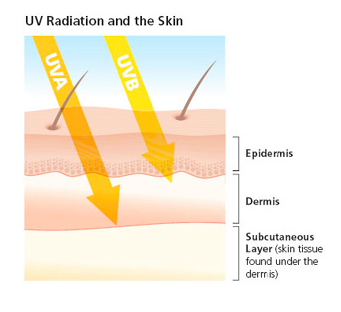 UV Radiation and the Skin
UVA
UVB
Epidermis
Dermis
Subcutaneous
Layer (skin tissue
found under the
dermis)